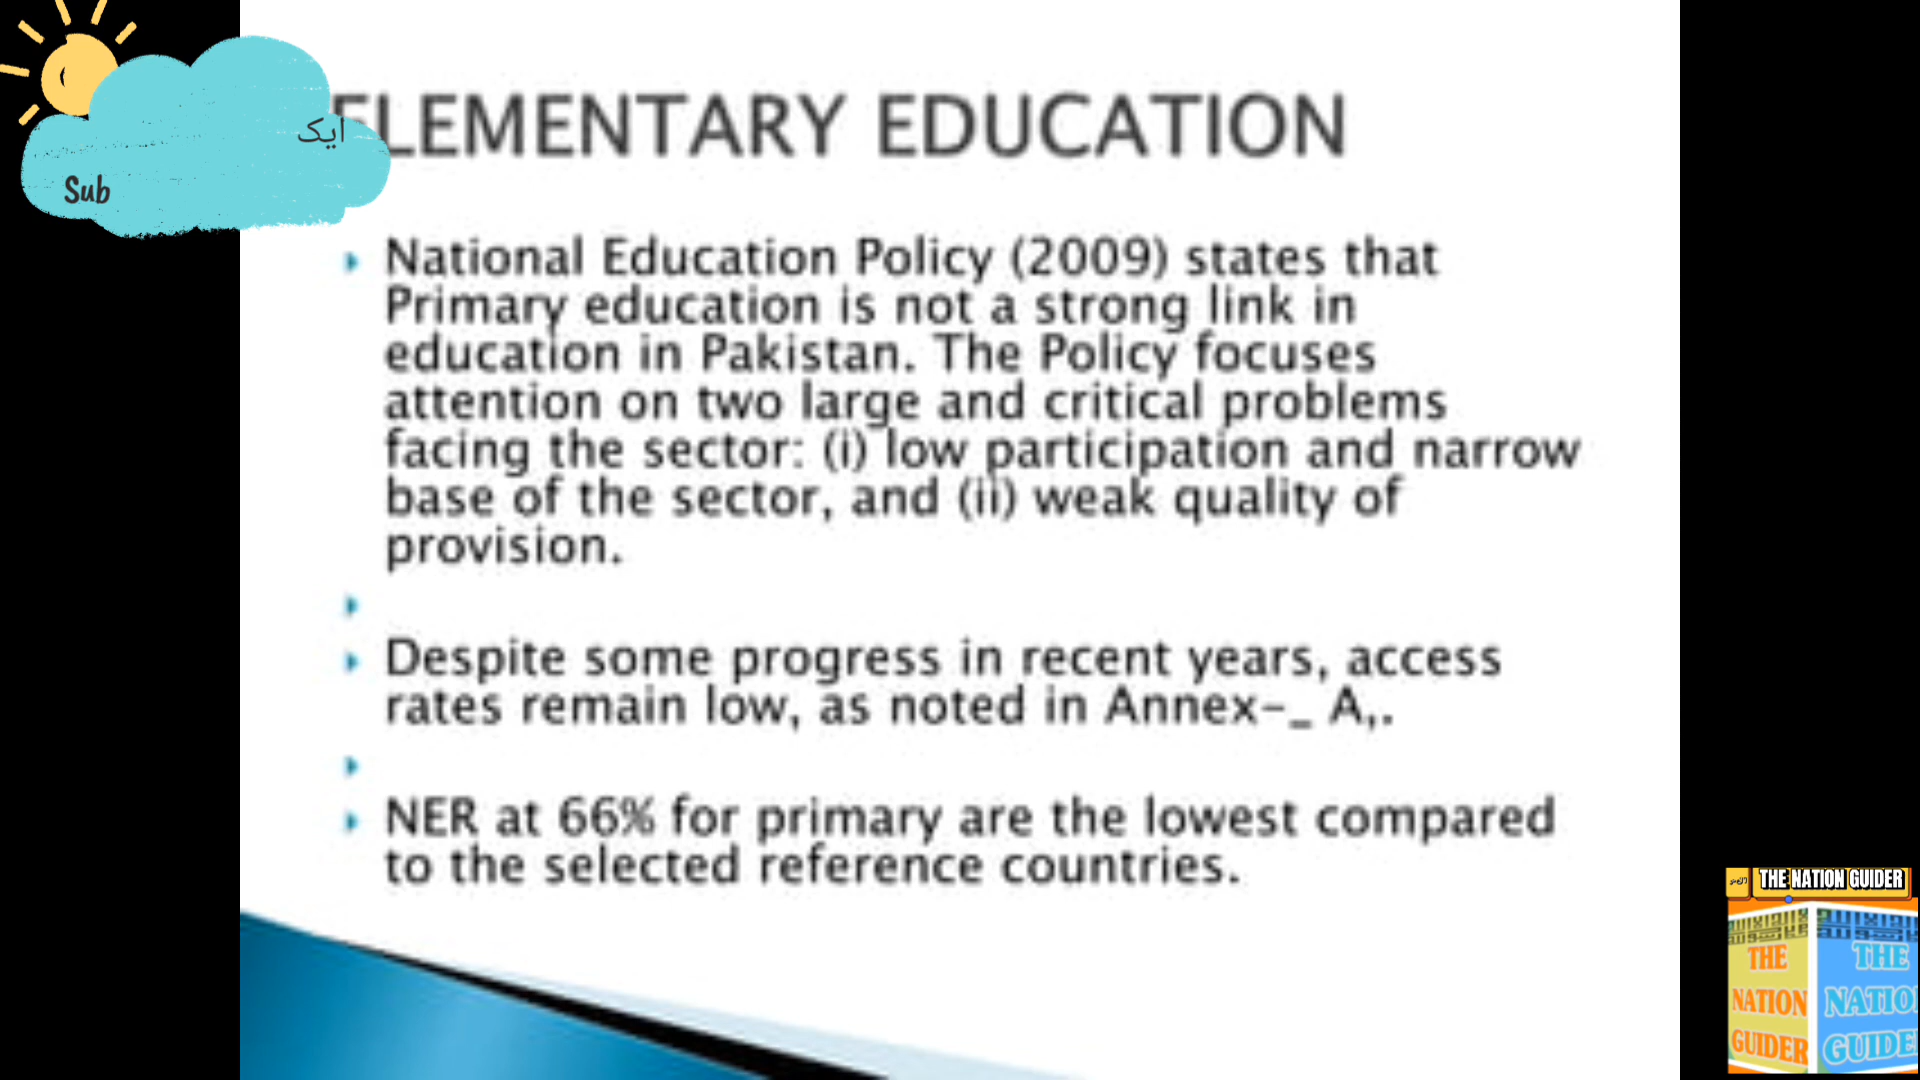 ایک
Sub
ELEMENTARY EDUCATION
National Education Policy (2009) states that
Primary education is not a strong link in
education in Pakistan. The Policy focuses
attention on two large and critical problems
facing the sector: (i) low participation and narrow
base of the sector, and (ii) weak quality of
provision.
Despite some progress in recent years, access
rates remain low, as noted in Annex-_ A,.
NER at 66% for primary are the lowest compared
to the selected reference countries.
THE NATION GUIDER
THE
NATION
GUIDER
THE
NATIO
GUIDE